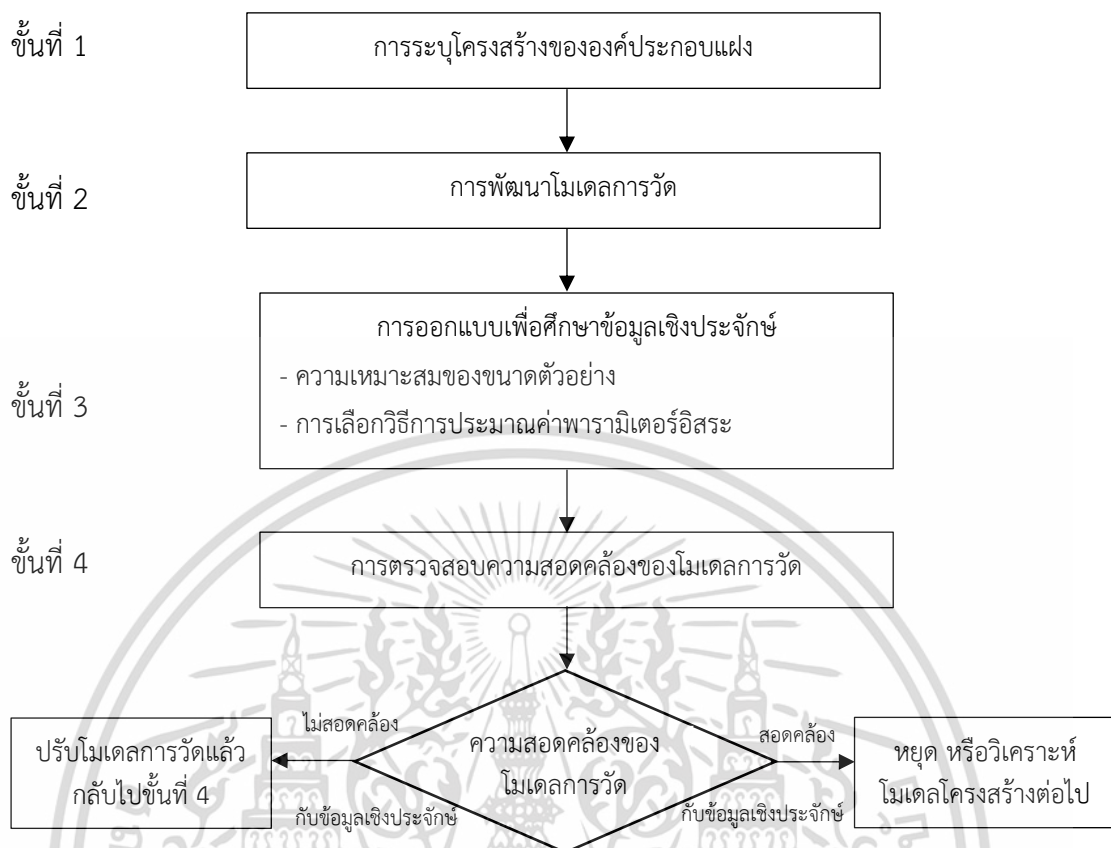 ขั้นที่ 1
การระบุโครงสร้างขององค์ประกอบแฝง
ขั้นที่ 2
การพัฒนาโมเดลการวัด
ขั้นที่ 3
การออกแบบเพื่อศึกษาข้อมูลเชิงประจักษ์
- ความเหมาะสมของขนาดตัวอย่าง
- การเลือกวิธีการประมาณค่าพารามิเตอร์อิสระ
ขั้นที่ 4
การตรวจสอบความสอดคล้องของโมเดลการวัด
ปรับโมเดลการวัดแล้ว
กลับไปขั้นที่ 4
ไม่สอดคล้อง
กับข้อมูลเชิงประจักษ์
ความสอดคล้องของ
โมเดลการวัด
สอดคล้อง
กับข้อมูลเชิงประจักษ์
หยุด หรือวิเคราะห์
โมเดลโครงสร้างต่อไป